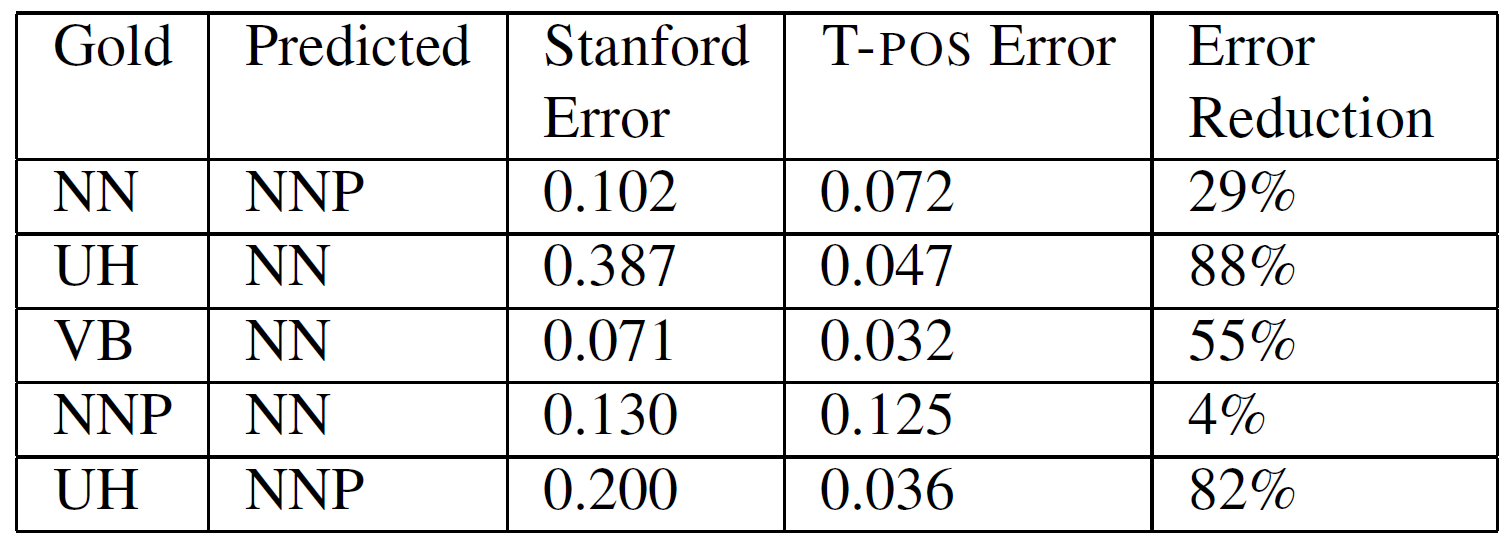 Gold Predicted Stanford Error T-POS Error Error Reduction
NN NNP 0.102 0.072 29%
UH NN 0.387 0.047 88%
VB NN 0.071 0.032 55%
NNP NN 0.130 0.125 4%
UH NNP 0.200 0.036 82%